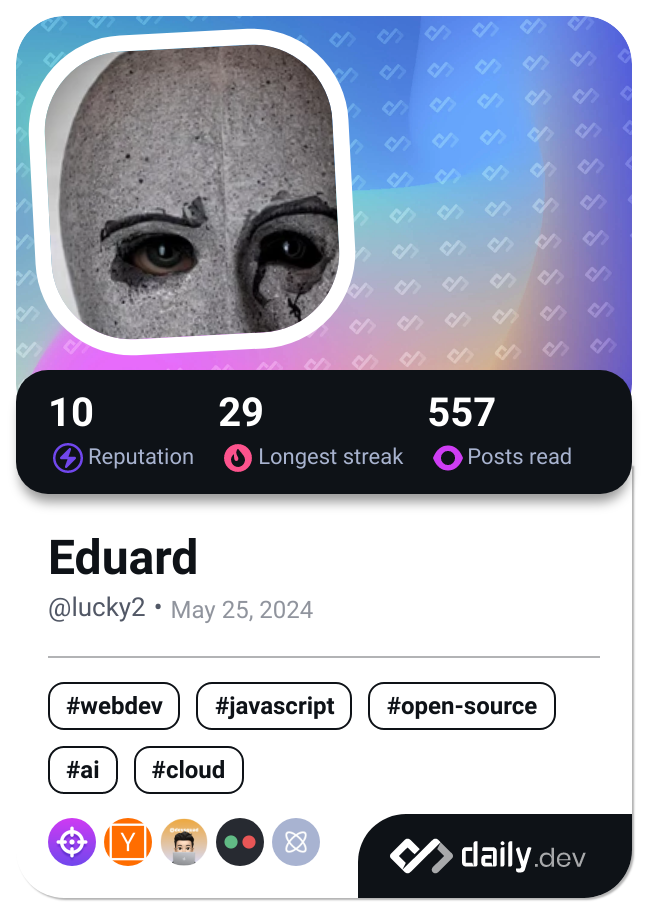 10 29 557
Reputation Longest streak Posts read
Eduard
@lucky2 • May 25, 2024
#webdev #javascript #open-source
#ai #cloud
Y
daily.dev